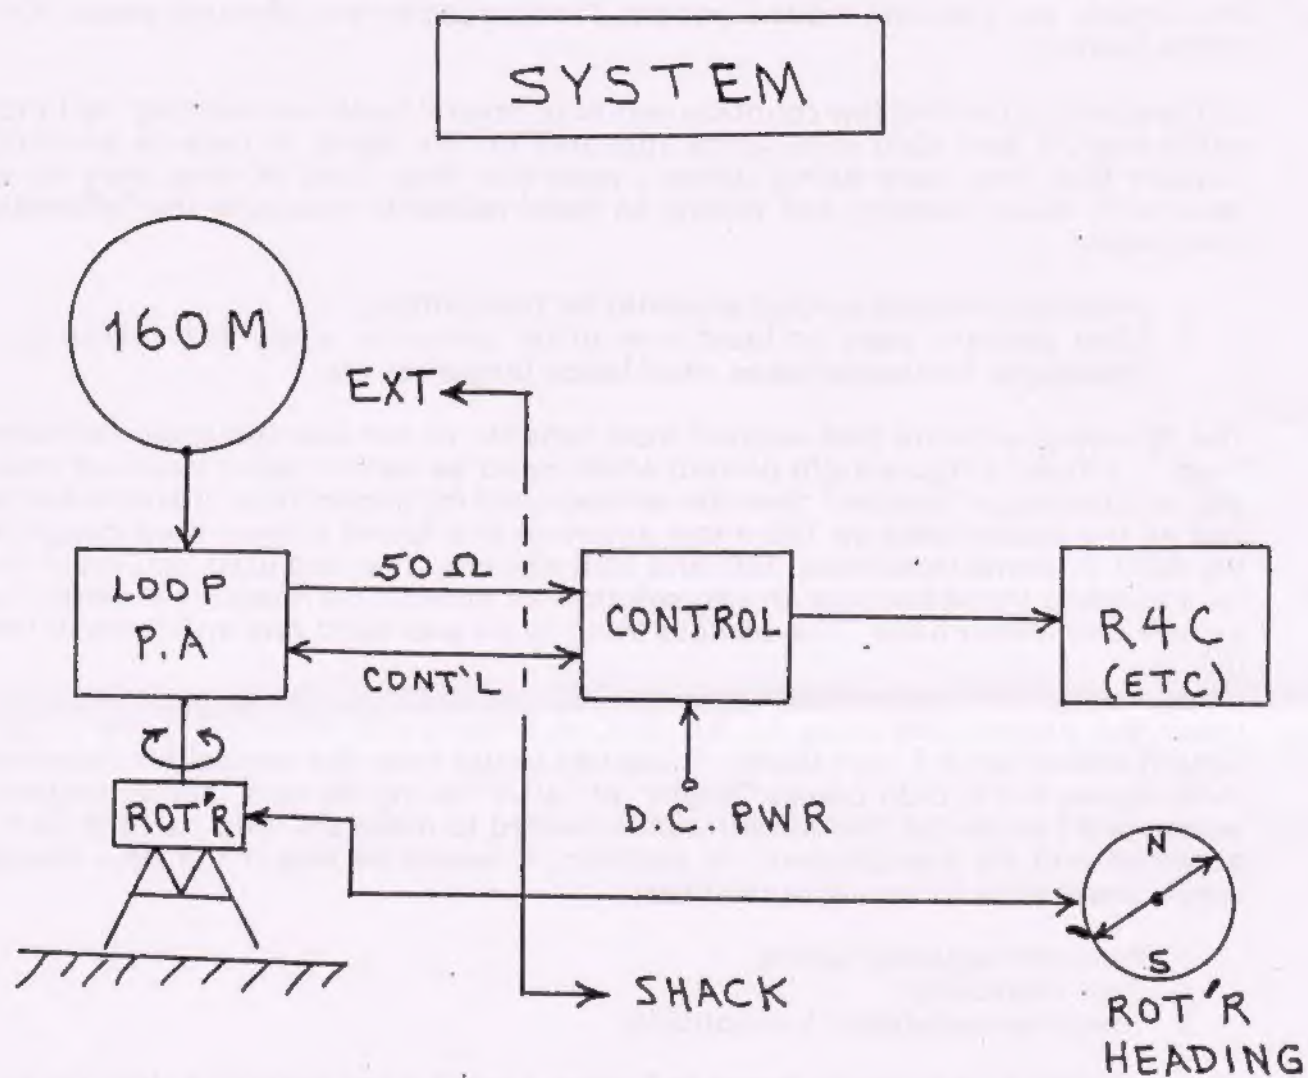 SYSTEM
160M
EXT
50Ω
LOOP
P.A
CONT'L
CONTROL
R4C
(ETC)
ROT'R
D.C. PWR
N
S
SHACK
ROT'R
HEADING